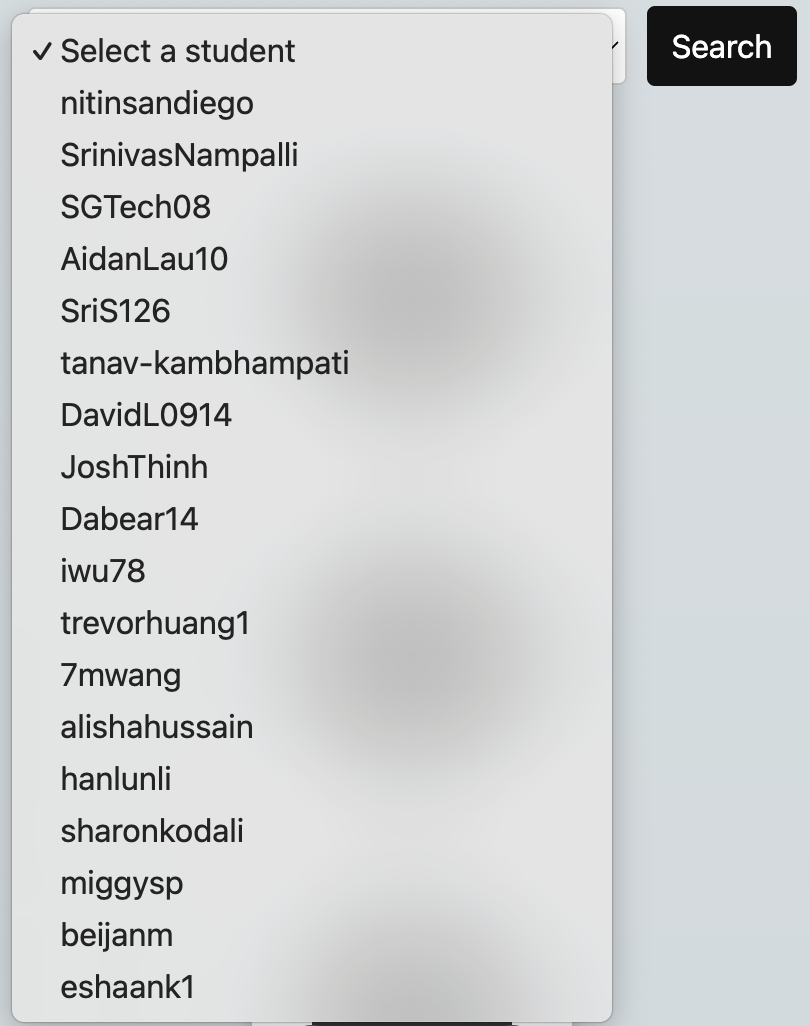 ✓ Select a student
Search
nitinsandiego
SrinivasNampalli
SGTech08
AidanLau10
SriS126
tanav-kambhampati
DavidL0914
JoshThinh
Dabear14
iwu78
trevorhuang1
7mwang
alishahussain
hanlunli
sharonkodali
miggysp
beijanm
eshaank1